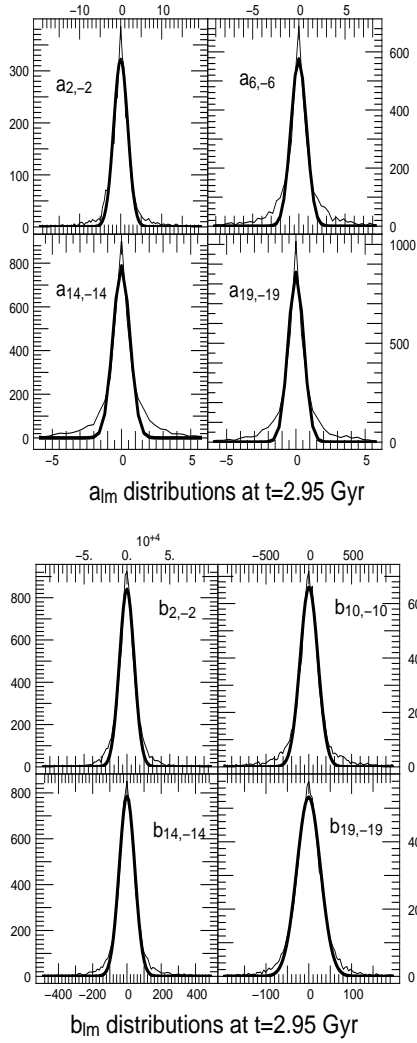 −10 0 10 −5 0 5
300 200 100 0
a2,−2
a6,−6
600 400 200 0
800 600 400 200 0
a14,−14
a19,−19
1000 500 0
−5 0 5 −5 0 5
alm distributions at t=2.95 Gyr
−5. 0. 10+4 5. −500 0 500
800 600 400 200 0
b2,−2
b10,−10
800 600 400 200 0
b14,−14
b19,−19
−400 −200 0 200 400 −100 0 100
blm distributions at t=2.95 Gyr